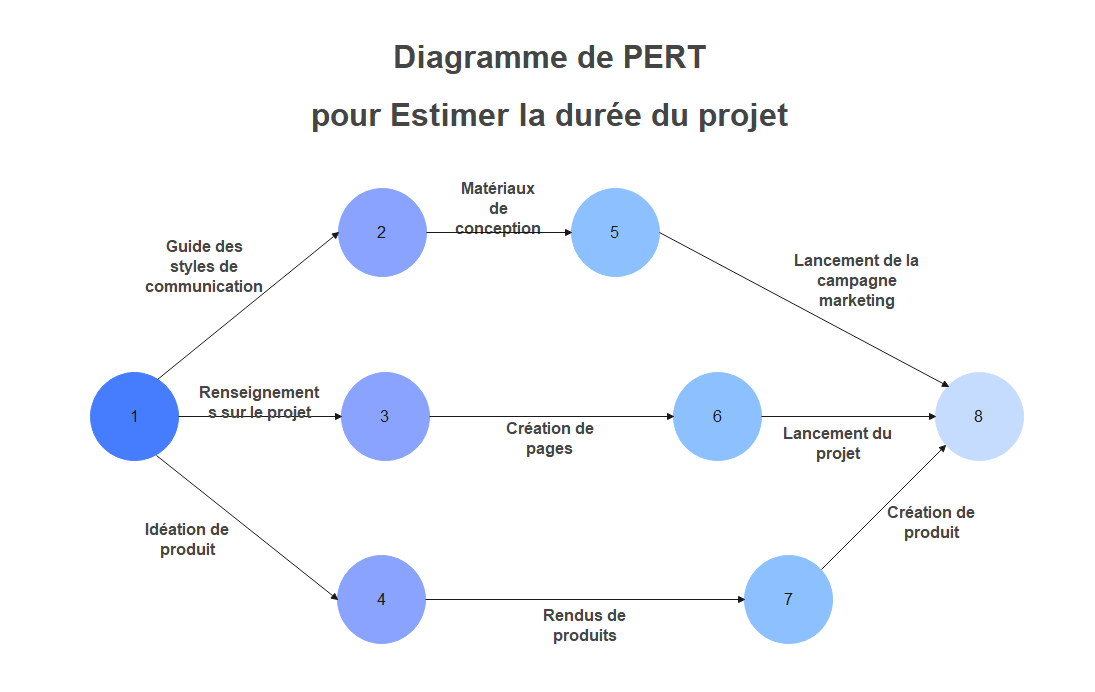 Diagramme de PERT
pour Estimer la durée du projet
Matériaux
de
conception
2
5
Guide des
styles de
communication
Lancement de la
campagne
marketing
Renseignement
s sur le projet
1
3
6
8
Création de
pages
Lancement du
projet
Idéation de
produit
Création de
produit
4
7
Rendus de
produits